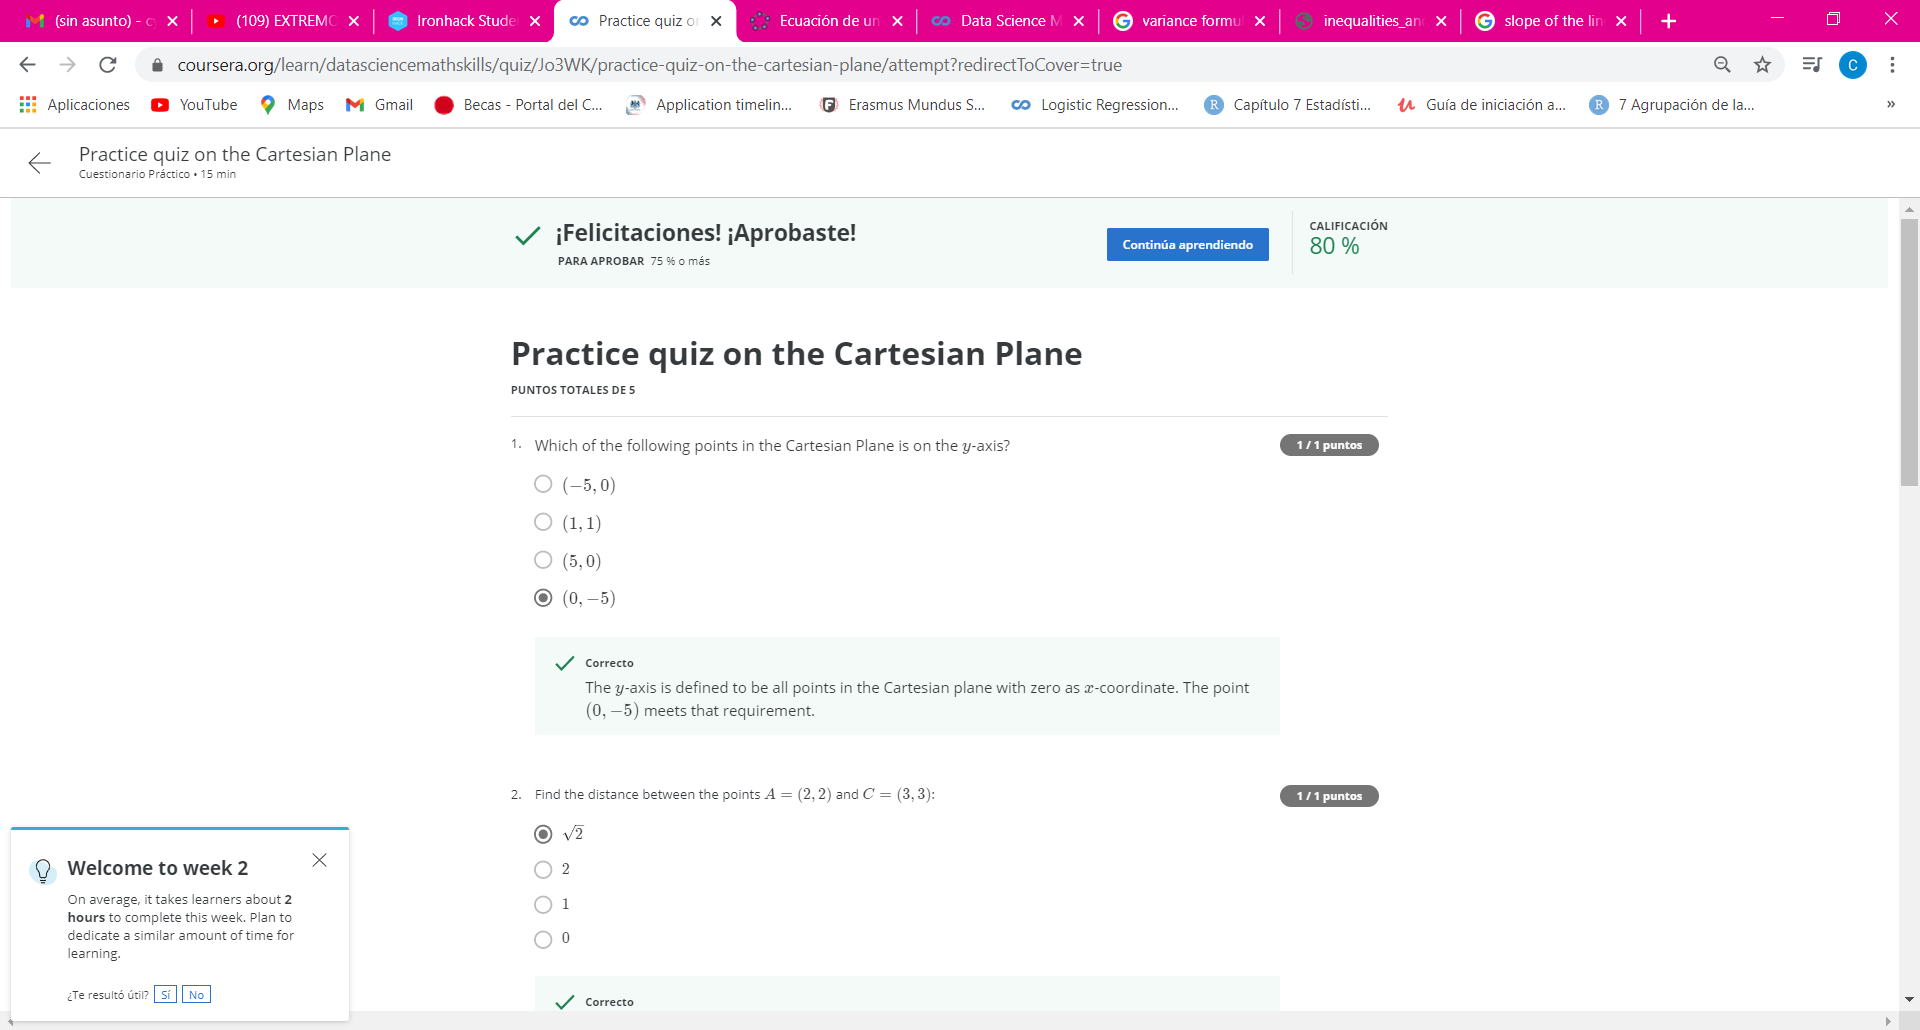 (sin asunto) - c
(109) EXTREMC
Ironhack Stude
Practice quiz o
Ecuación de un
Data Science M
variance formu
inequalities_an
slope of the lin
coursera.org/learn/datasciencemathskills/quiz/Jo3WK/practice-quiz-on-the-cartesian-plane/attempt?redirectToCover=true
C
Aplicaciones
YouTube
Maps
Gmail
Becas - Portal del C...
Application timelin...
Erasmus Mundus S...
Logistic Regression...
R
Capítulo 7 Estadísti...
Guía de iniciación a...
R
7 Agrupación de la...
»
Practice quiz on the Cartesian Plane
Cuestionario Práctico • 15 min
¡Felicitaciones! ¡Aprobaste!
PARA APROBAR 75 % o más
Continúa aprendiendo
CALIFICACIÓN
80 %
Practice quiz on the Cartesian Plane
PUNTOS TOTALES DE 5
1. Which of the following points in the Cartesian Plane is on the y-axis?
1 / 1 puntos
(−5, 0)
(1, 1)
(5, 0)
(0, −5)
Correcto
The y-axis is defined to be all points in the Cartesian plane with zero as x-coordinate. The point
(0, −5) meets that requirement.
2. Find the distance between the points A = (2, 2) and C = (3, 3):
1 / 1 puntos
√2
2
1
0
Correcto
Welcome to week 2
On average, it takes learners about 2
hours to complete this week. Plan to
dedicate a similar amount of time for
learning.
¿Te resultó útil? Sí No